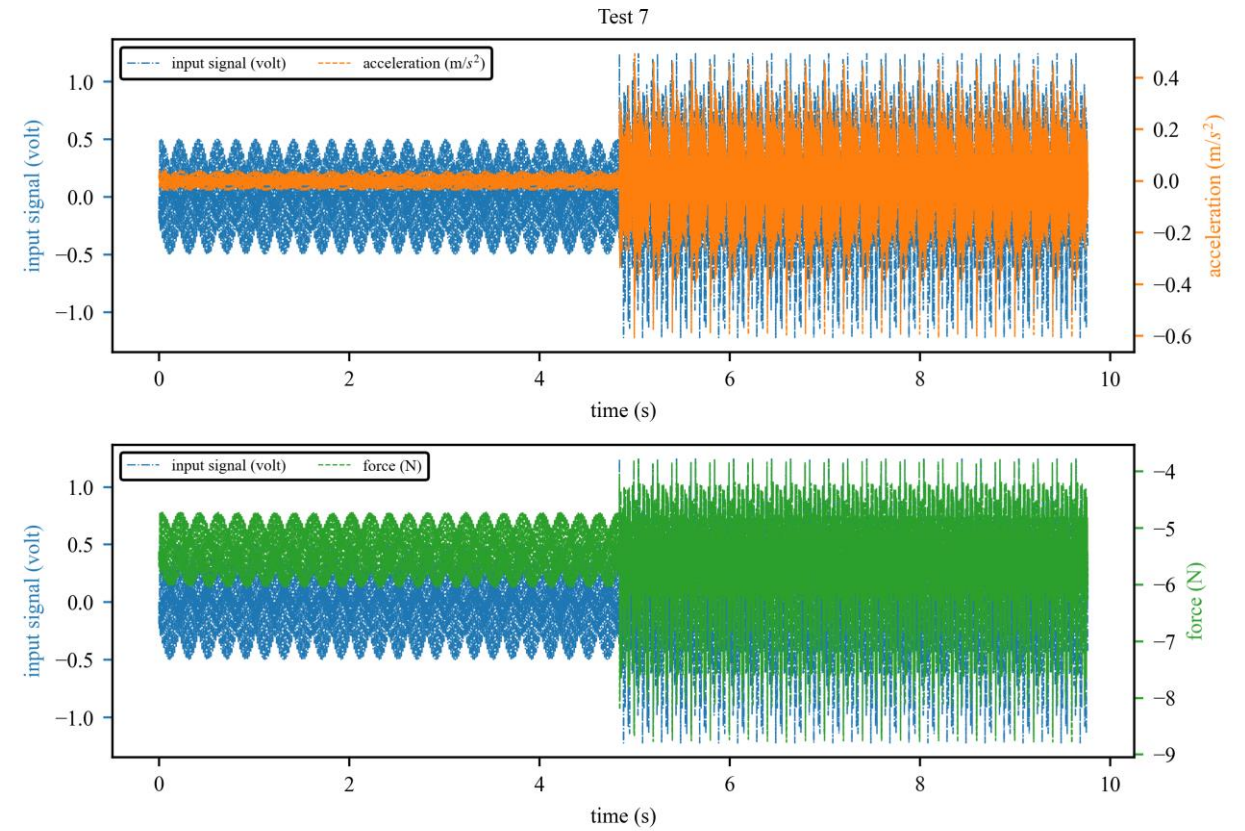 Test 7
input signal (volt) acceleration (m/s²)
1.0
0.5
0.0
−0.5
−1.0
input signal (volt)
0.4
0.2
0.0
−0.2
−0.4
−0.6
acceleration (m/s²)
0 2 4 6 8 10
time (s)
input signal (volt) force (N)
1.0
0.5
0.0
−0.5
−1.0
input signal (volt)
−4
−5
−6
−7
−8
−9
force (N)
0 2 4 6 8 10
time (s)